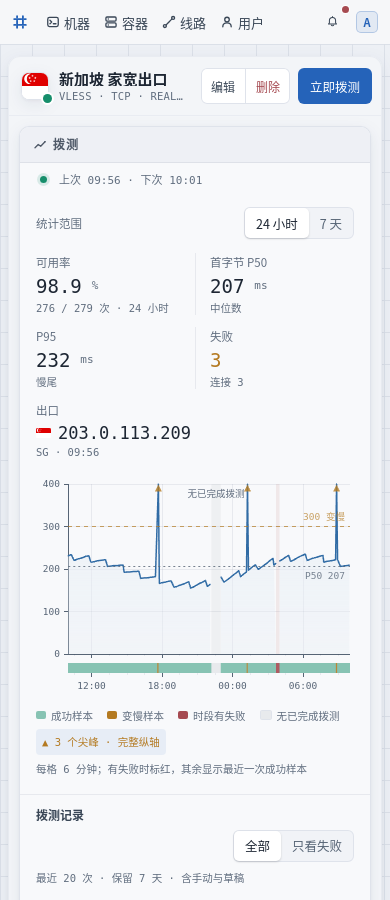 机器 容器 线路 用户 A
新加坡 家宽出口
VLESS · TCP · REAL…
编辑 删除 立即拨测
拨测
上次 09:56 · 下次 10:01
统计范围 24 小时 7 天
可用率 首字节 P50
98.9 % 207 ms
276 / 279 次 · 24 小时 中位数
P95 失败
232 ms 3
慢尾 连接 3
出口
203.0.113.209
SG · 09:56
400 无已完成拨测
300 300 变慢
200 P50 207
100
0
12:00 18:00 00:00 06:00
成功样本 变慢样本 时段有失败 无已完成拨测
▲ 3 个尖峰 · 完整纵轴
每格 6 分钟; 有失败时标红，其余显示最近一次成功样本
拨测记录
全部 只看失败
最近 20 次 · 保留 7 天 · 含手动与草稿